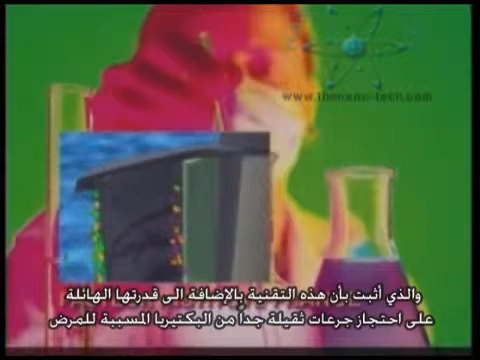 www.thenano-tech.com
والذي أثبت بأن هذه التقنية بالإضافة الى قدرتها الهائلة
على احتجاز جرعات ثقيلة جداً من البكتيريا المسببة للمرض